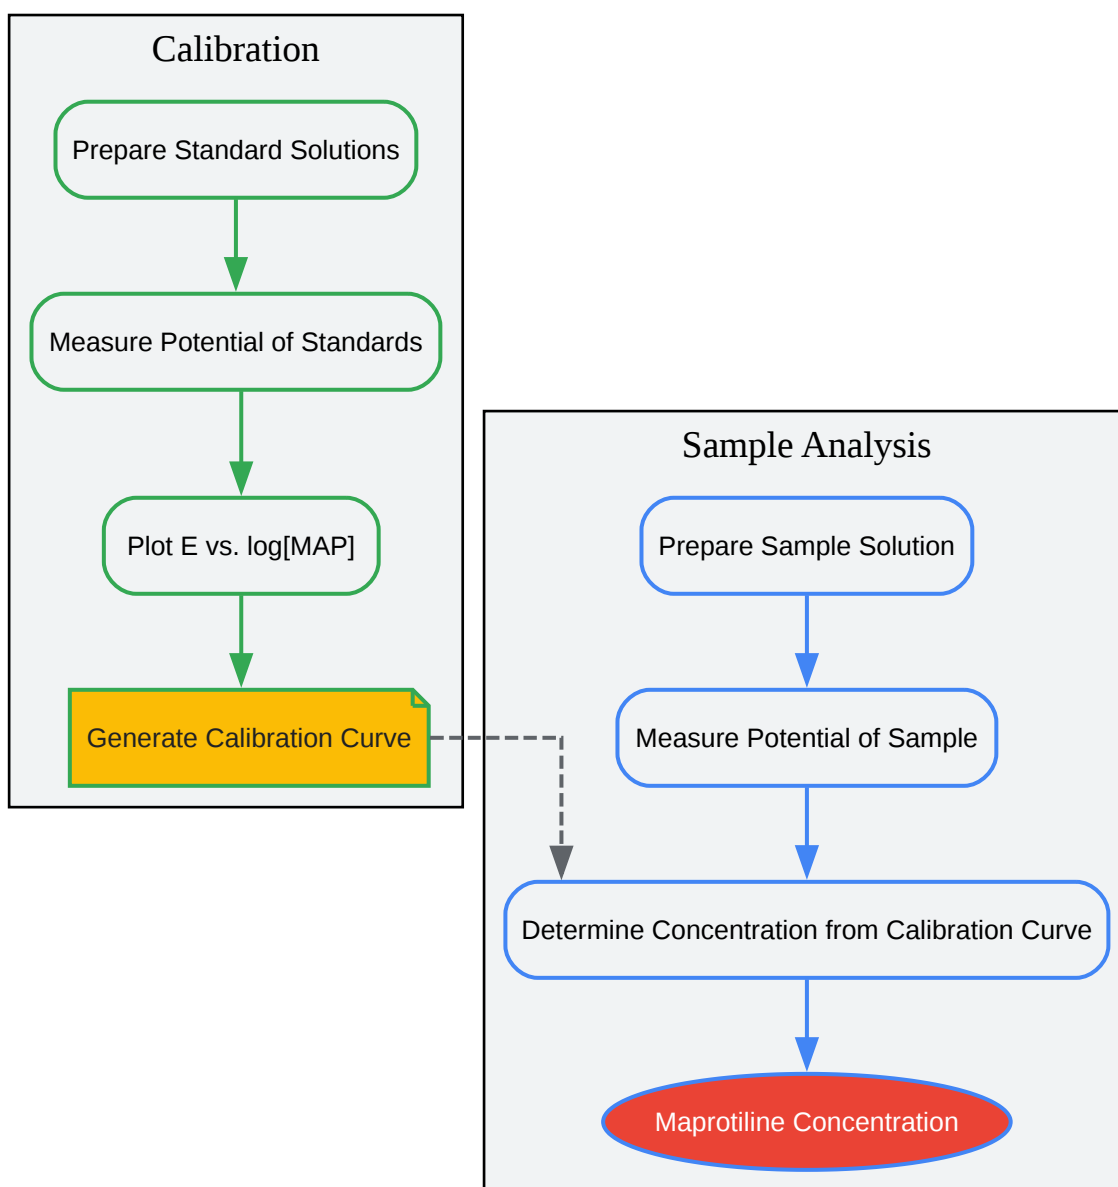 Calibration
Prepare Standard Solutions
Measure Potential of Standards
Plot E vs. log[MAP]
Generate Calibration Curve
Sample Analysis
Prepare Sample Solution
Measure Potential of Sample
Determine Concentration from Calibration Curve
Maprotiline Concentration